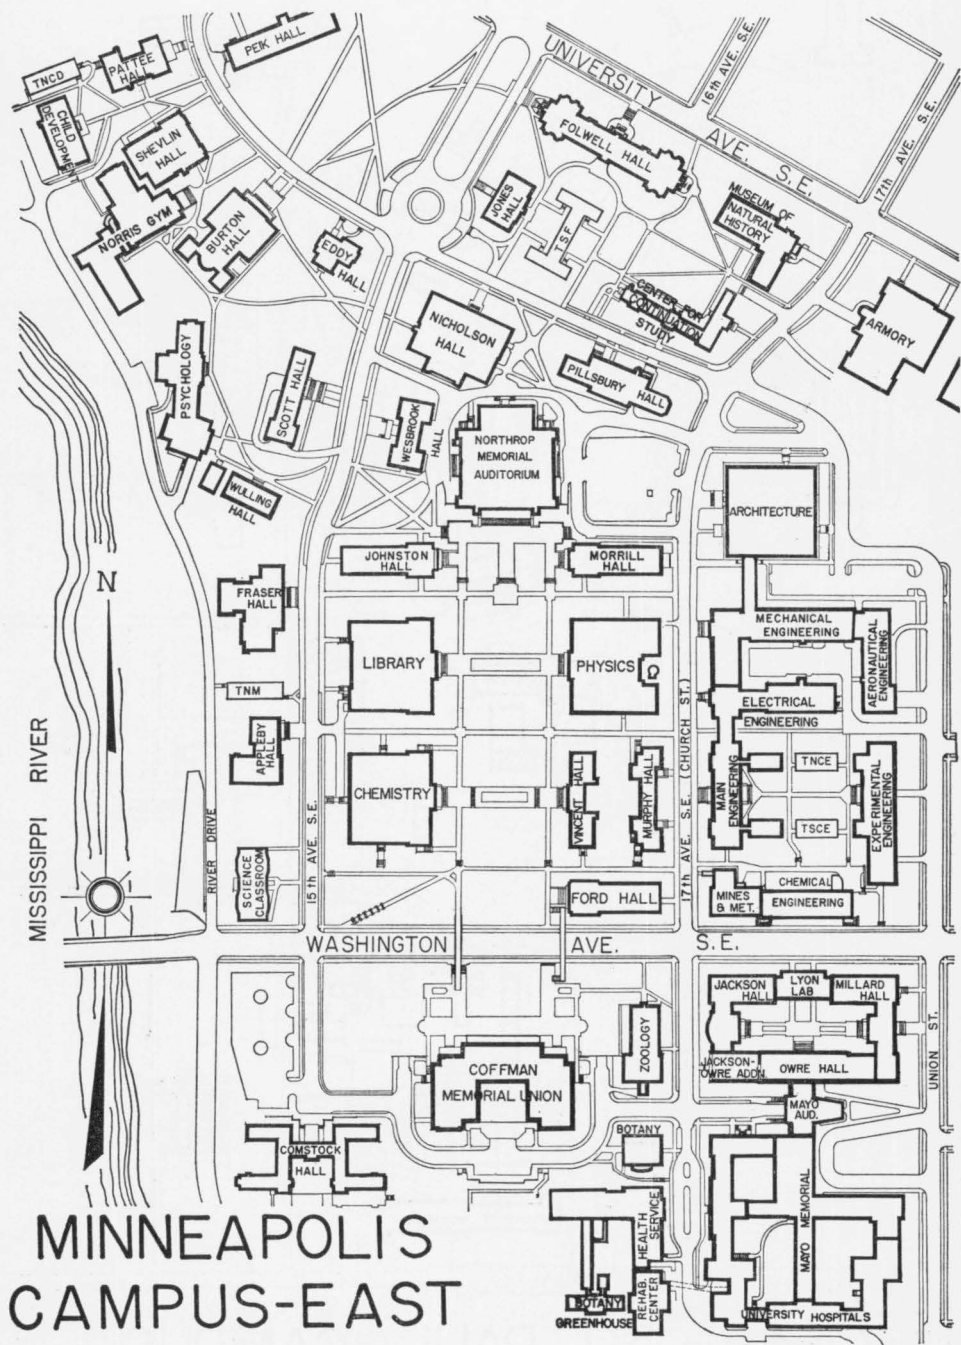 PEIK HALL
PATTEE
HALL
TNCD
CHILD
DEVELOPMENT
SHEVLIN
HALL
NORRIS GYM
BURTON
HALL
EDDY
HALL
JONES
HALL
UNIVERSITY
AVE. S.E.
16th AVE. S.E.
17th AVE. S.E.
FOLWELL HALL
T.S.F.
MUSEUM OF
NATURAL
HISTORY
CENTER FOR
CONTINUATION
STUDY
ARMORY
NICHOLSON
HALL
PILLSBURY HALL
PSYCHOLOGY
SCOTT HALL
WESBROOK
HALL
NORTHROP
MEMORIAL
AUDITORIUM
WULLING
HALL
ARCHITECTURE
JOHNSTON
HALL
MORRILL
HALL
N
FRASER
HALL
MECHANICAL
ENGINEERING
AERONAUTICAL
ENGINEERING
LIBRARY
PHYSICS
TNM
ELECTRICAL
ENGINEERING
APPLEBY
HALL
CHEMISTRY
VINCENT HALL
MURPHY HALL
17th AVE. S.E. (CHURCH ST.)
MAIN
ENGINEERING
TNCE
TSCE
EXPERIMENTAL
ENGINEERING
MISSISSIPPI RIVER
RIVER DRIVE
15th AVE. S.E.
SCIENCE
CLASSROOM
FORD HALL
MINES
& MET.
CHEMICAL
ENGINEERING
WASHINGTON AVE. S.E.
JACKSON
HALL
LYON
LAB
MILLARD
HALL
ZOOLOGY
JACKSON-
OWRE ADDN.
OWRE HALL
UNION ST.
COFFMAN
MEMORIAL UNION
MAYO
AUD.
BOTANY
COMSTOCK
HALL
HEALTH
SERVICE
MAYO MEMORIAL
REHAB.
CENTER
BOTANY
GREENHOUSE
UNIVERSITY HOSPITALS
MINNEAPOLIS
CAMPUS-EAST